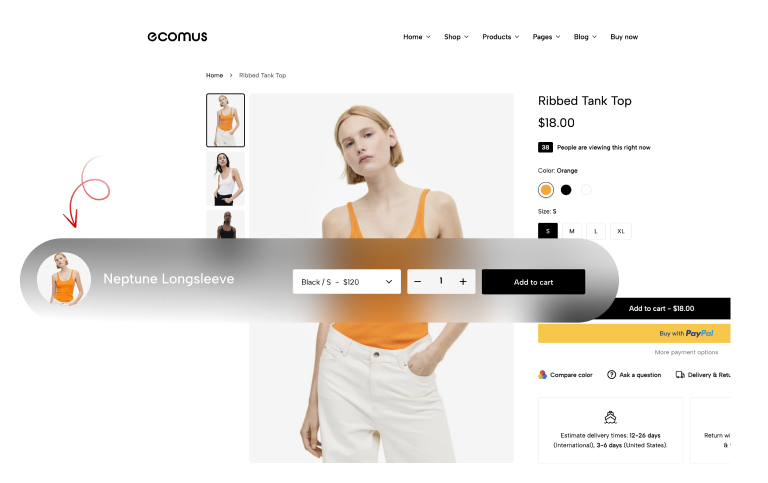 ecomus
Home Shop Products Pages Blog Buy now
Home > Ribbed Tank Top
Ribbed Tank Top
$18.00
38 People are viewing this right now
Color: Orange
Size: S
S M L XL
Neptune Longsleeve
Black / S - $120
− 1 +
Add to cart
Add to cart - $18.00
Buy with PayPal
More payment options
Compare color Ask a question Delivery & Retu
Estimate delivery times: 12-26 days
(International), 3-6 days (United States).
Return wi
&